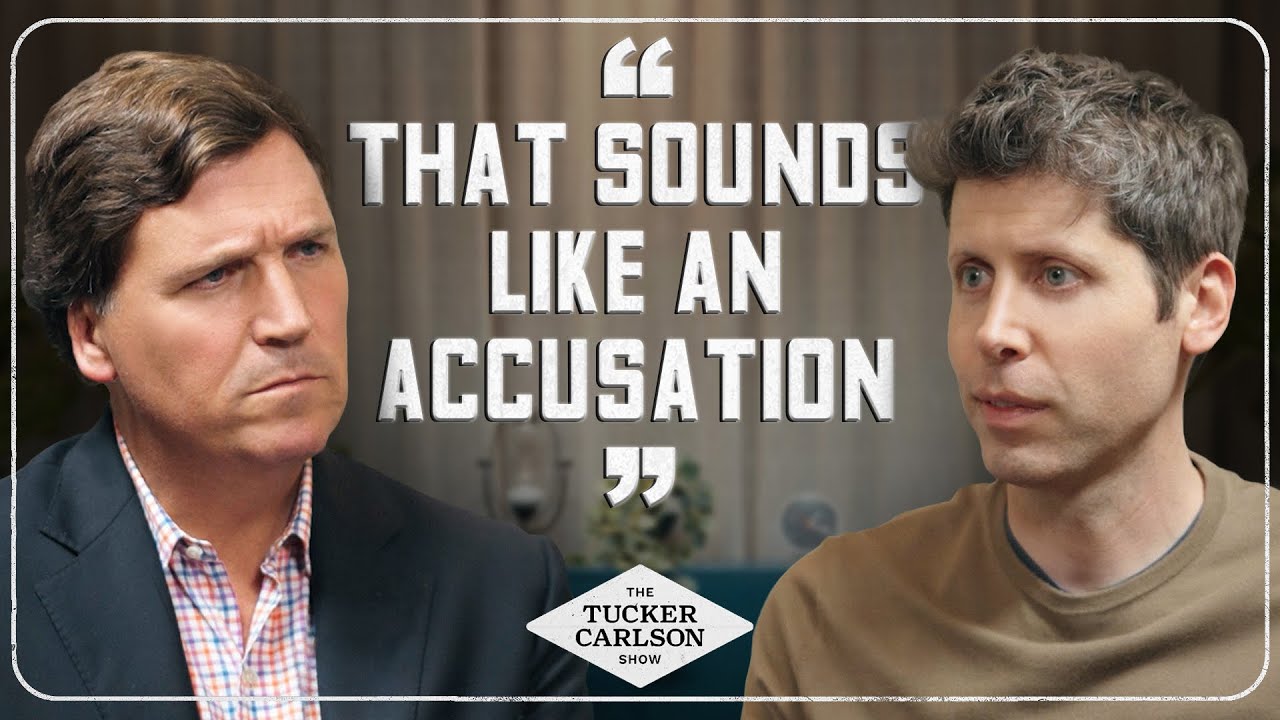 “
THAT SOUNDS
LIKE AN
ACCUSATION
”
THE
TUCKER
CARLSON
SHOW